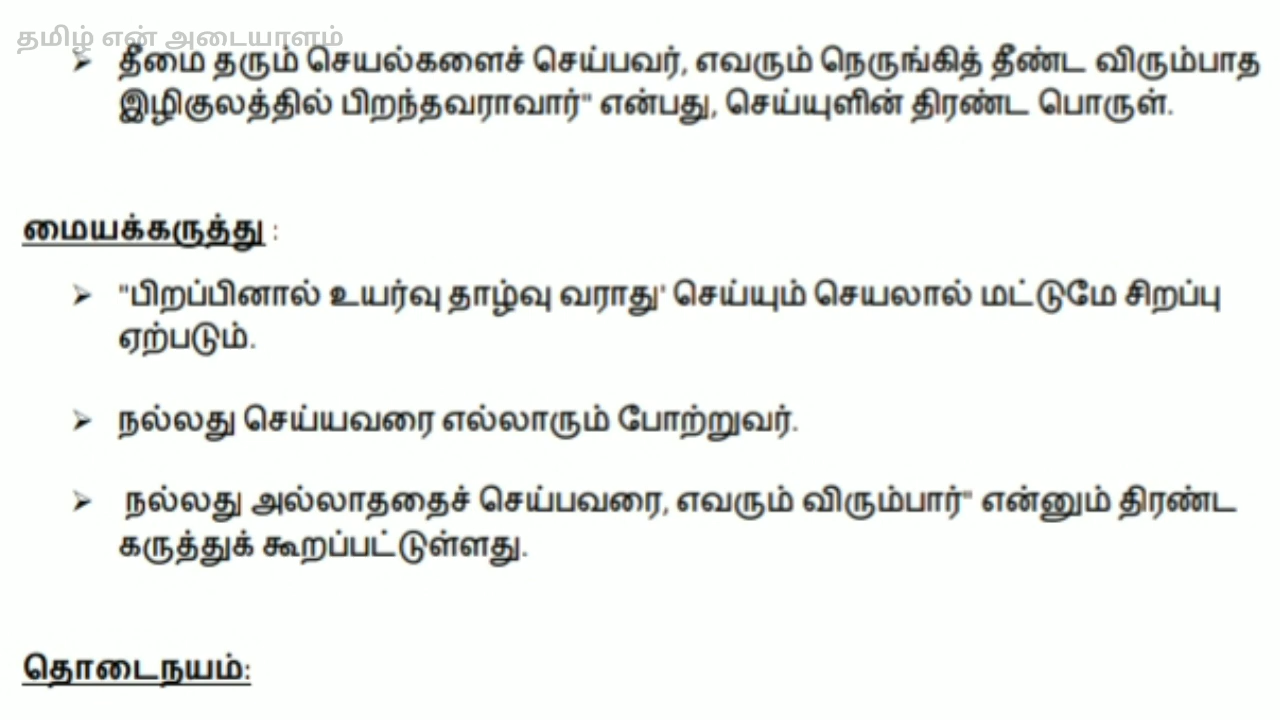 தமிழ் என் அடையாளம்
➢ தீமை தரும் செயல்களைச் செய்பவர், எவரும் நெருங்கித் தீண்ட விரும்பாத
இழிகுலத்தில் பிறந்தவராவார்" என்பது, செய்யுளின் திரண்ட பொருள்.
மையக்கருத்து :
➢ "பிறப்பினால் உயர்வு தாழ்வு வராது' செய்யும் செயலால் மட்டுமே சிறப்பு
ஏற்படும்.
➢ நல்லது செய்யவரை எல்லாரும் போற்றுவர்.
➢ நல்லது அல்லாததைச் செய்பவரை, எவரும் விரும்பார்" என்னும் திரண்ட
கருத்துக் கூறப்பட்டுள்ளது.
தொடைநயம்: